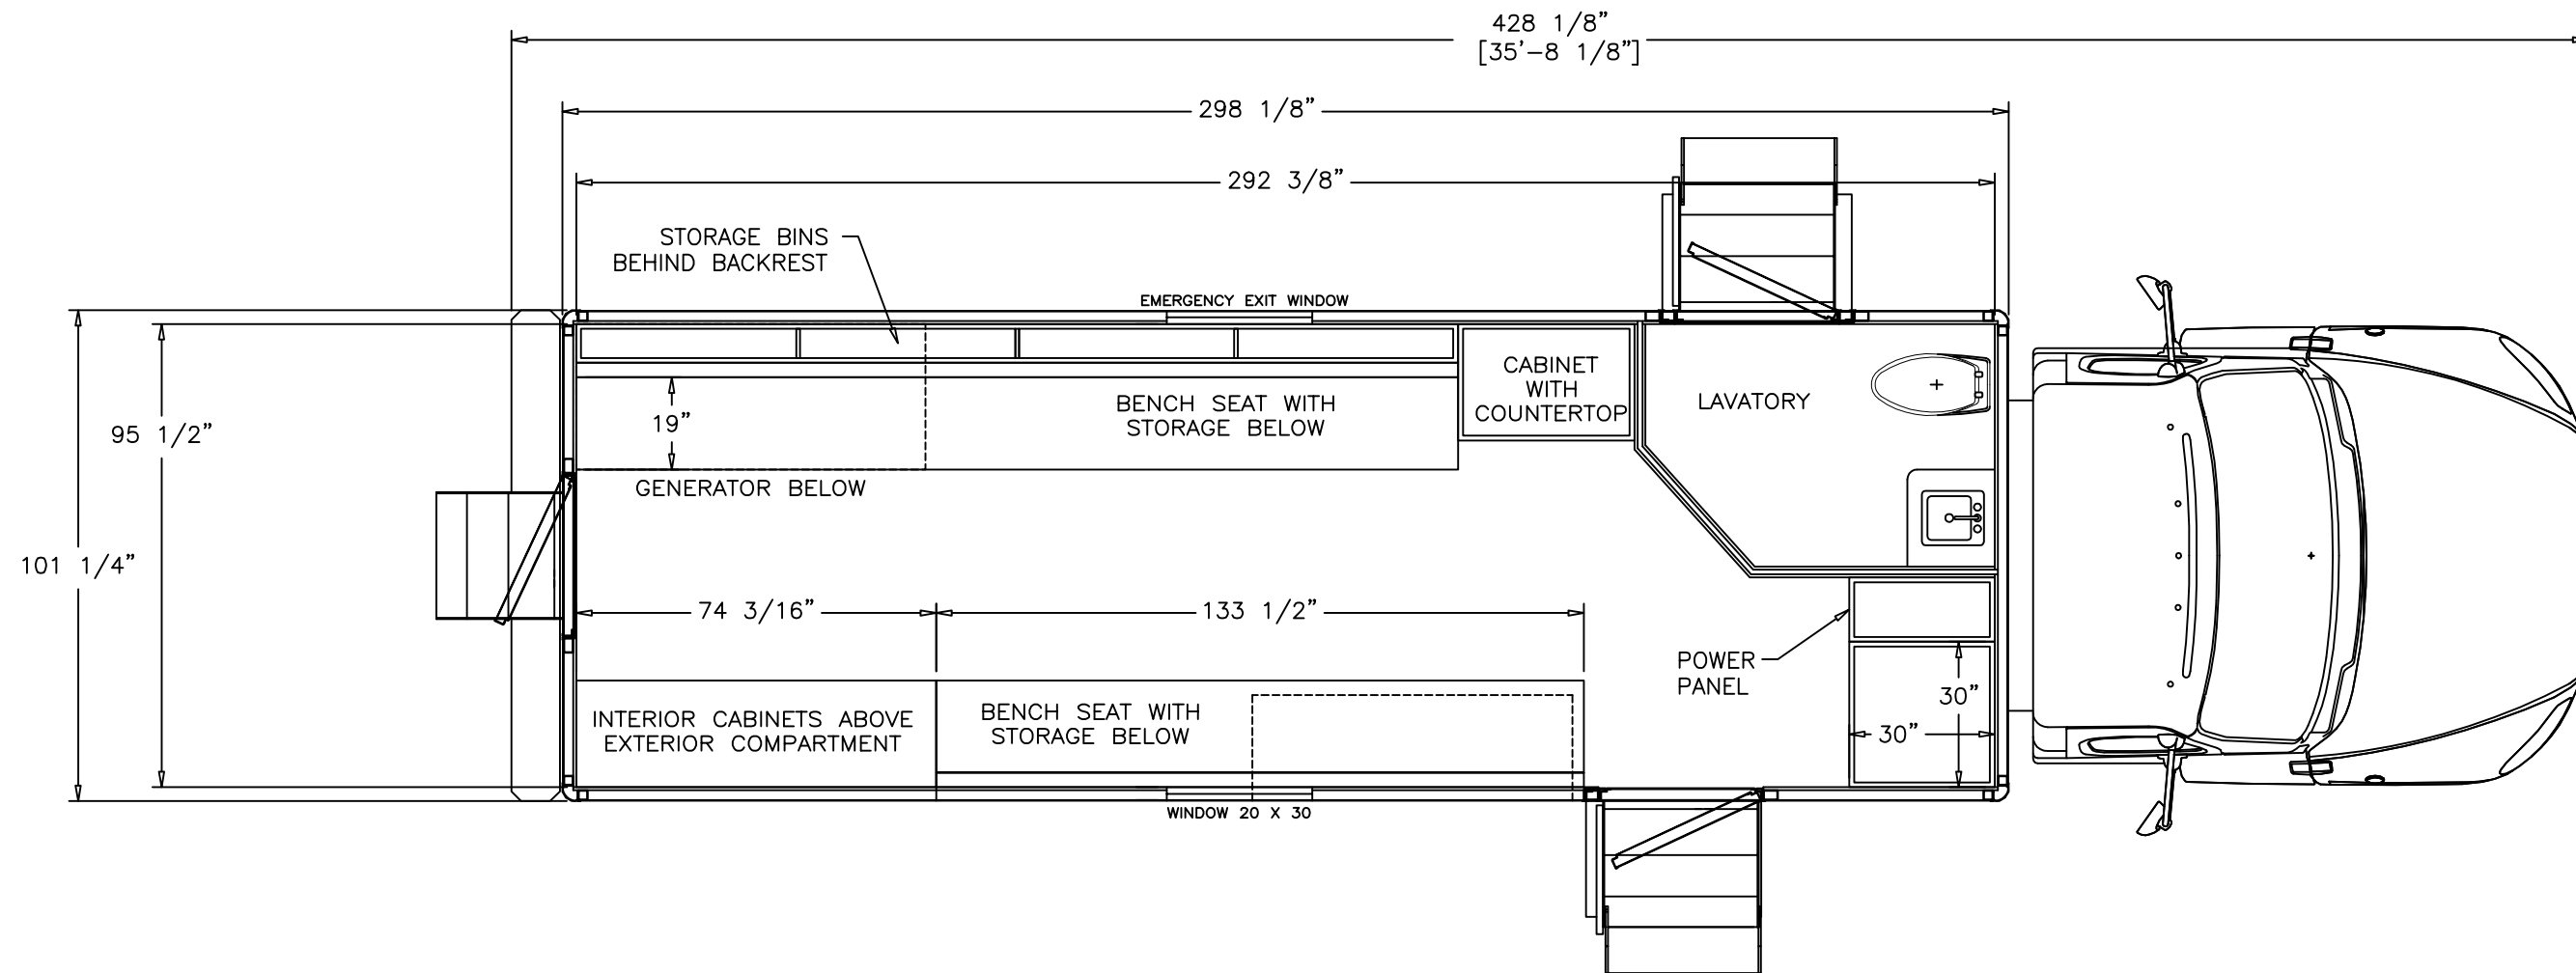 428 1/8”
[35’-8 1/8”]
298 1/8”
292 3/8”
STORAGE BINS
BEHIND BACKREST
EMERGENCY EXIT WINDOW
CABINET
WITH
COUNTERTOP
LAVATORY
BENCH SEAT WITH
STORAGE BELOW
19”
95 1/2”
GENERATOR BELOW
101 1/4”
74 3/16”
133 1/2”
POWER
PANEL
30”
30”
INTERIOR CABINETS ABOVE
EXTERIOR COMPARTMENT
BENCH SEAT WITH
STORAGE BELOW
WINDOW 20 X 30